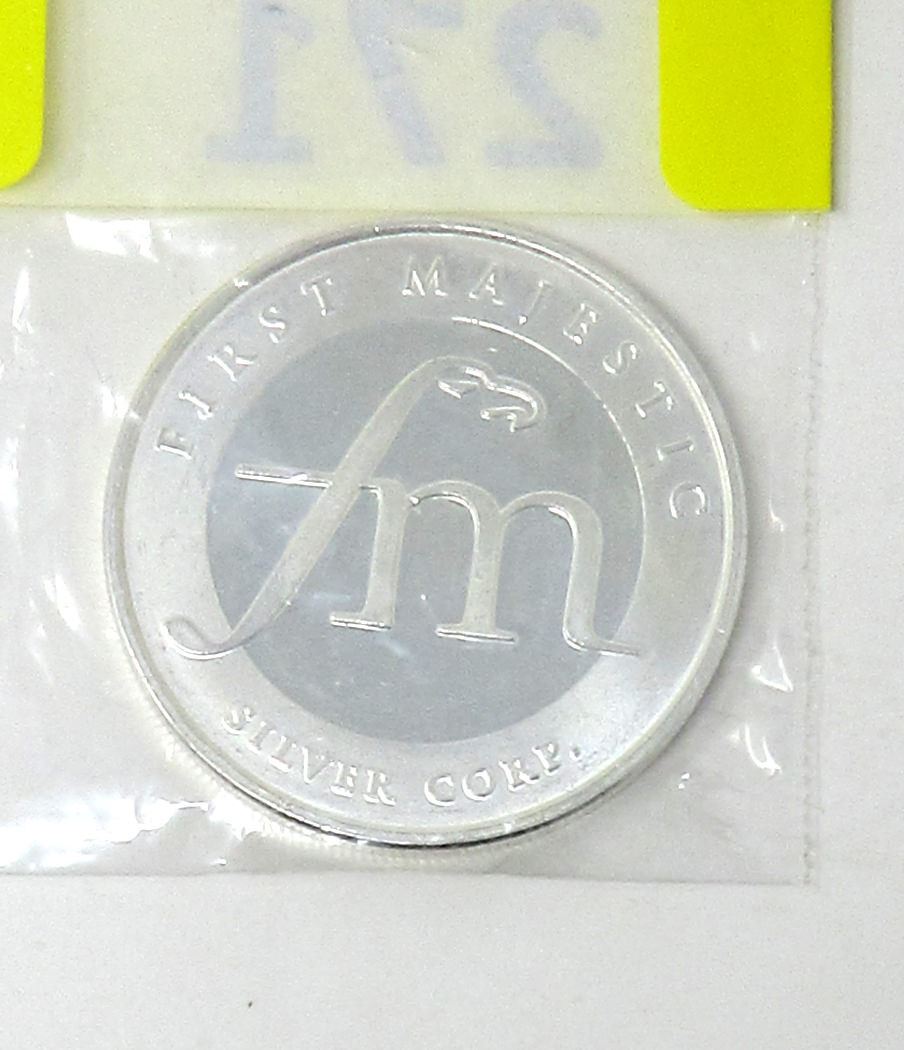 271
FIRST MAJESTIC
fm
SILVER CORP.